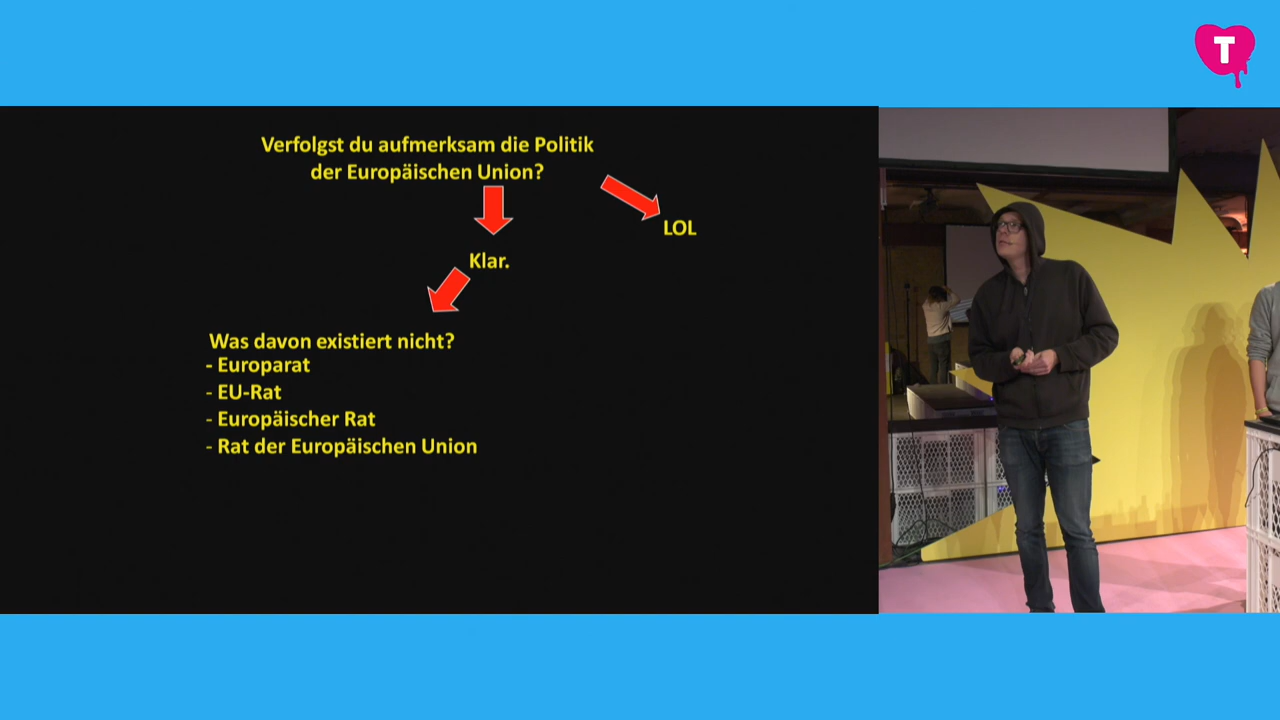 T
Verfolgst du aufmerksam die Politik
der Europäischen Union?
LOL
Klar.
Was davon existiert nicht?
- Europarat
- EU-Rat
- Europäischer Rat
- Rat der Europäischen Union